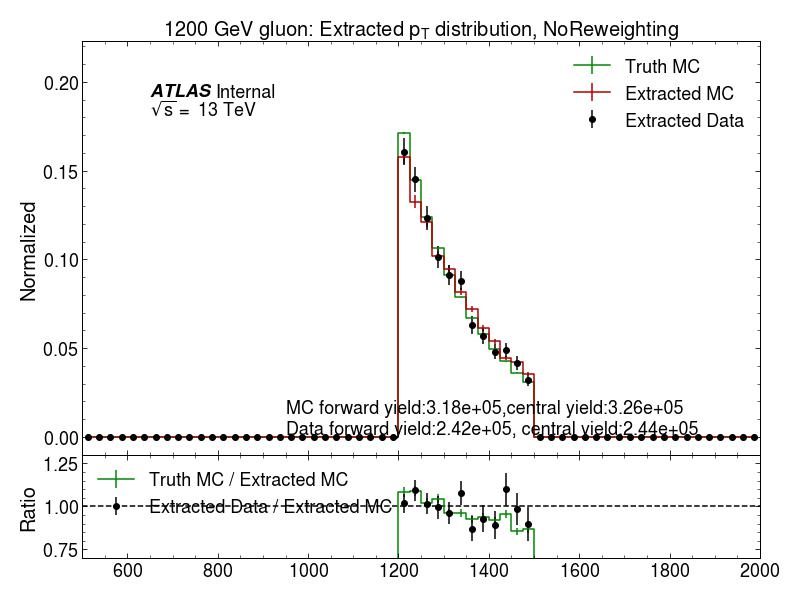 1200 GeV gluon: Extracted pT distribution, NoReweighting
ATLAS Internal
√s = 13 TeV
Truth MC
Extracted MC
Extracted Data
Normalized
0.20
0.15
0.10
0.05
0.00
MC forward yield:3.18e+05,central yield:3.26e+05
Data forward yield:2.42e+05, central yield:2.44e+05
Ratio
1.25
1.00
0.75
Truth MC / Extracted MC
Extracted Data / Extracted MC
600 800 1000 1200 1400 1600 1800 2000